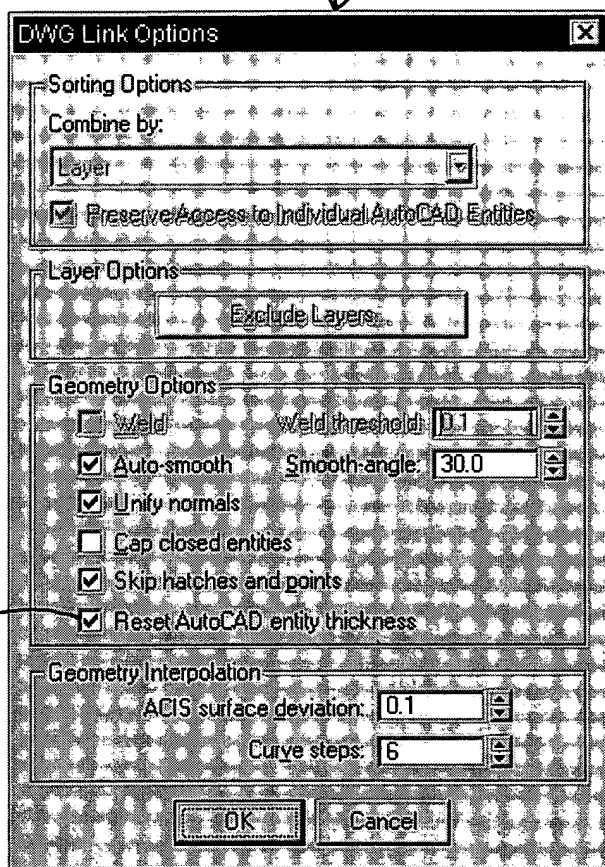 DWG Link Options
Sorting Options
Combine by:
Layer
Preserve Access to Individual AutoCAD Entities
Layer Options
Exclude Layers...
Geometry Options
Weld Weld threshold: 0.1
Auto-smooth Smooth-angle: 30.0
Unify normals
Cap closed entities
Skip hatches and points
Reset AutoCAD entity thickness
Geometry Interpolation
ACIS surface deviation: 0.1
Curve steps: 6
OK Cancel